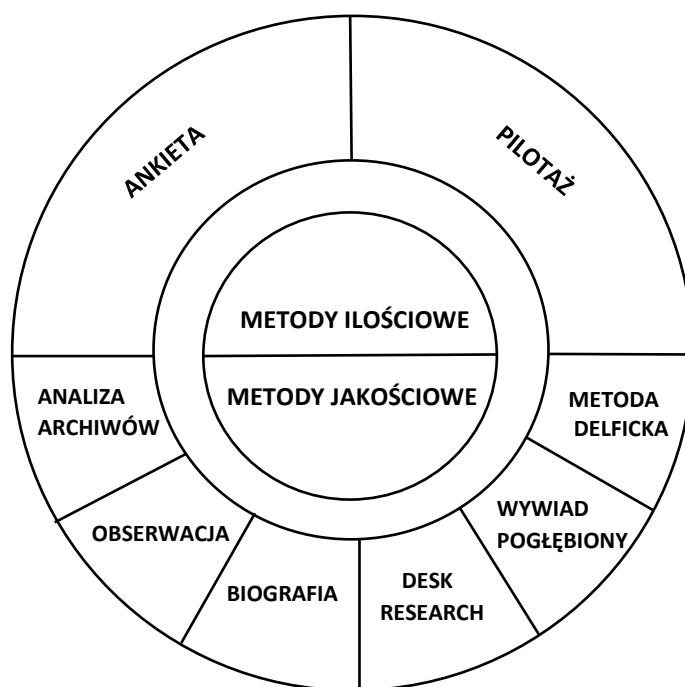 ANKIETA
PILOTAŻ
METODY ILOŚCIOWE
METODY JAKOŚCIOWE
ANALIZA
ARCHIWÓW
METODA
DELFICKA
OBSERWACJA
WYWIAD
POGŁĘBIONY
BIOGRAFIA
DESK
RESEARCH